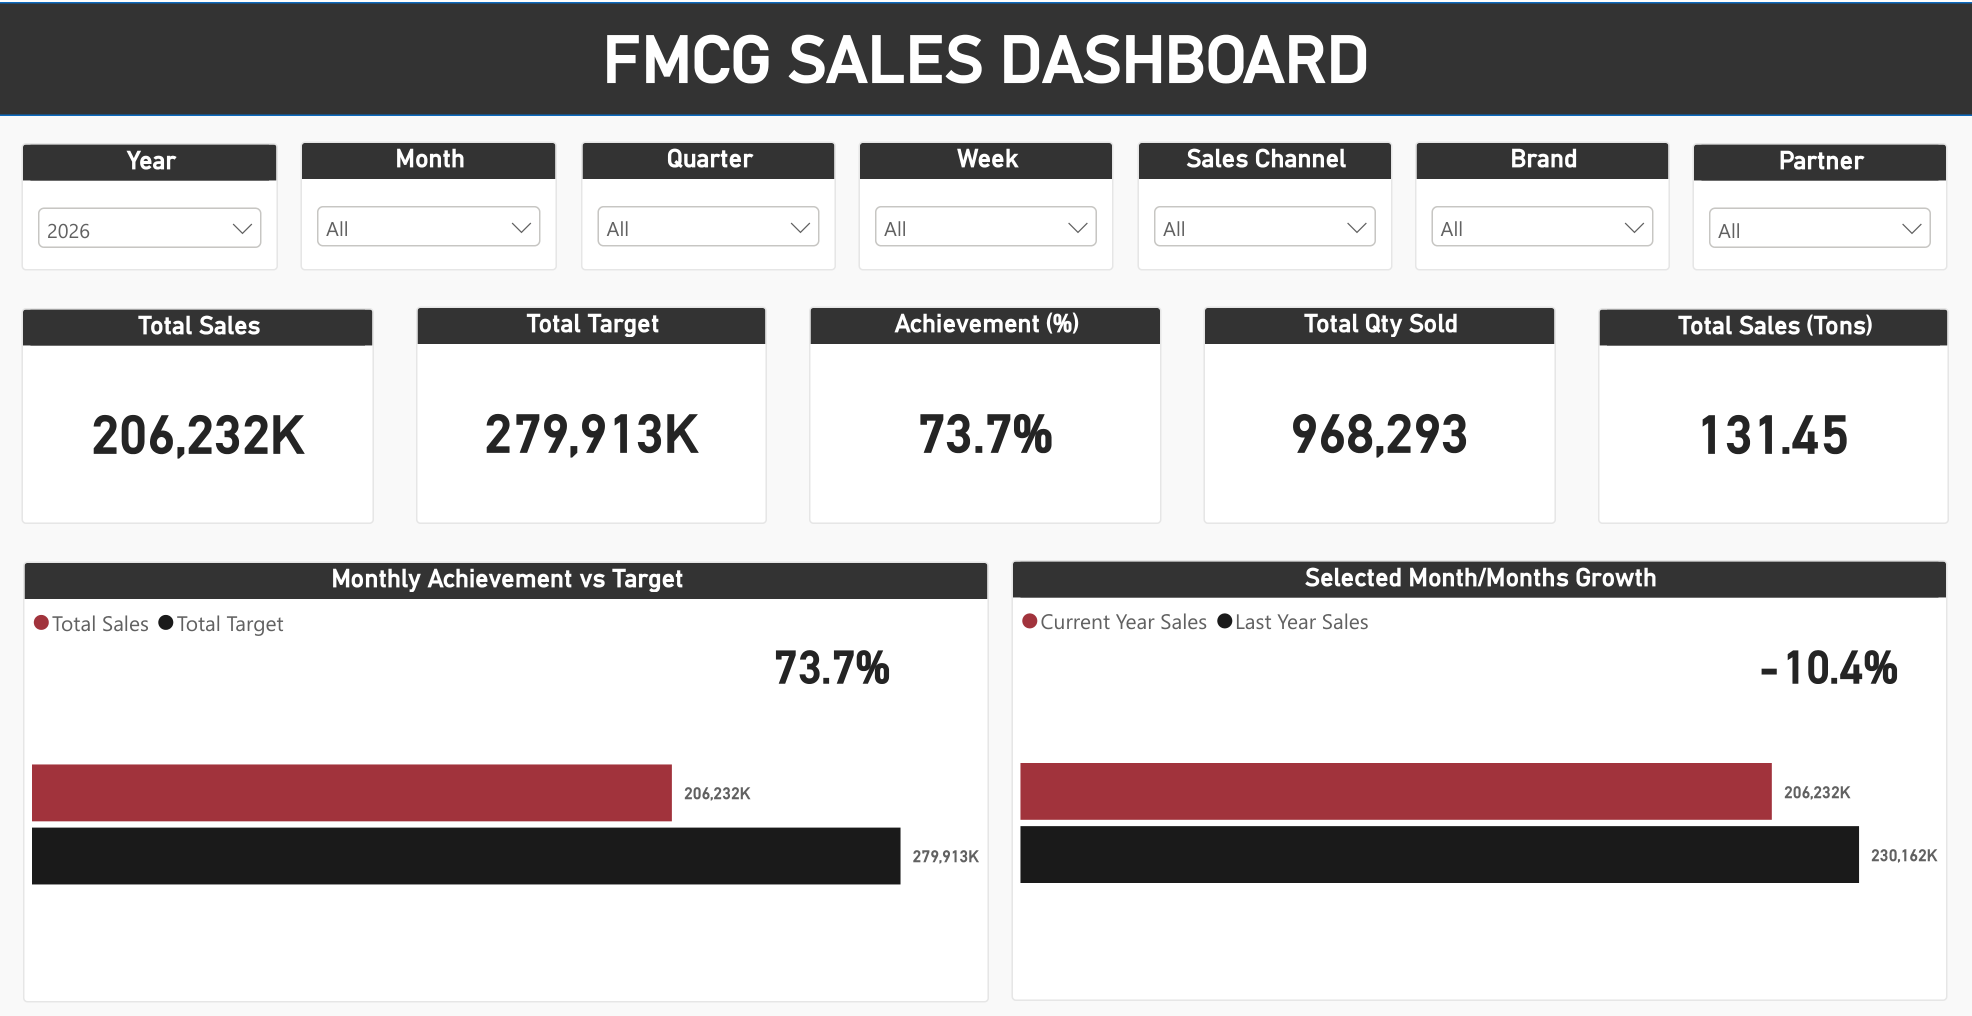 FMCG SALES DASHBOARD
Year
Month
Quarter
Week
Sales Channel
Brand
Partner
2026
All
All
All
All
All
All
Total Sales
Total Target
Achievement (%)
Total Qty Sold
Total Sales (Tons)
206,232K
279,913K
73.7%
968,293
131.45
Monthly Achievement vs Target
Total Sales
Total Target
73.7%
206,232K
279,913K
Selected Month/Months Growth
Current Year Sales
Last Year Sales
-10.4%
206,232K
230,162K